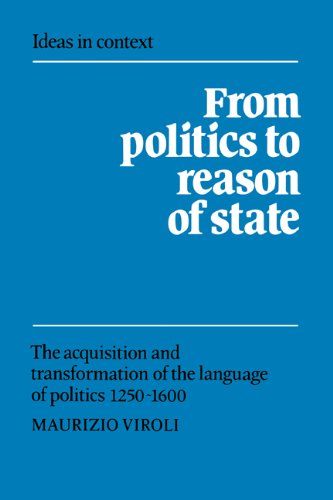 Ideas in context
From
politics to
reason
of state
The acquisition and
transformation of the language
of politics 1250-1600
MAURIZIO VIROLI